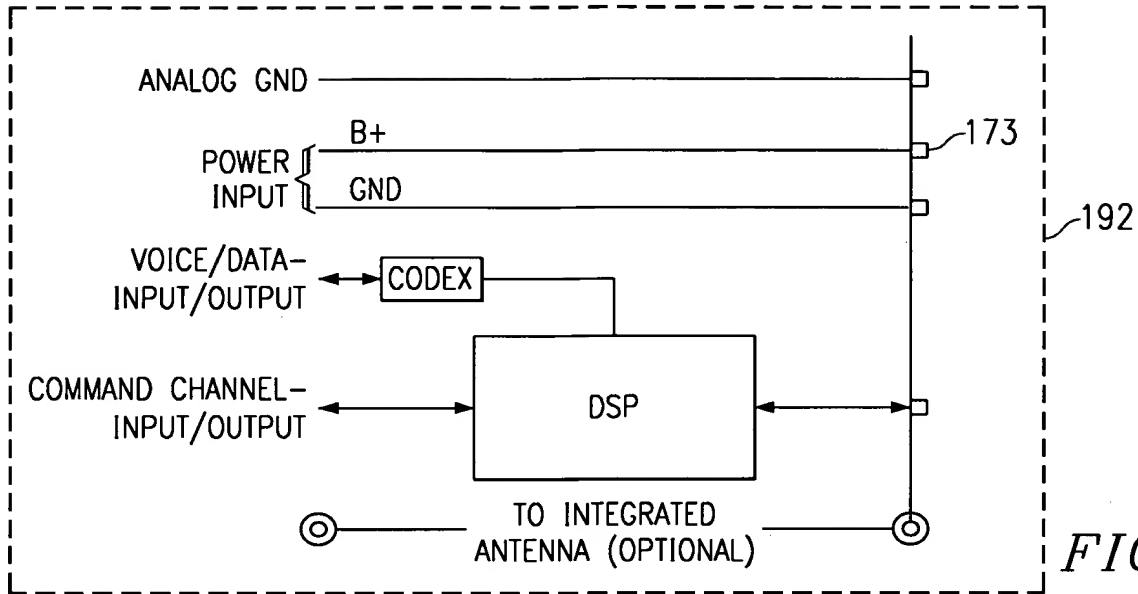 ANALOG GND
B+
173
POWER
INPUT
GND
192
VOICE/DATA-
INPUT/OUTPUT
CODEX
COMMAND CHANNEL-
INPUT/OUTPUT
DSP
TO INTEGRATED
ANTENNA (OPTIONAL)